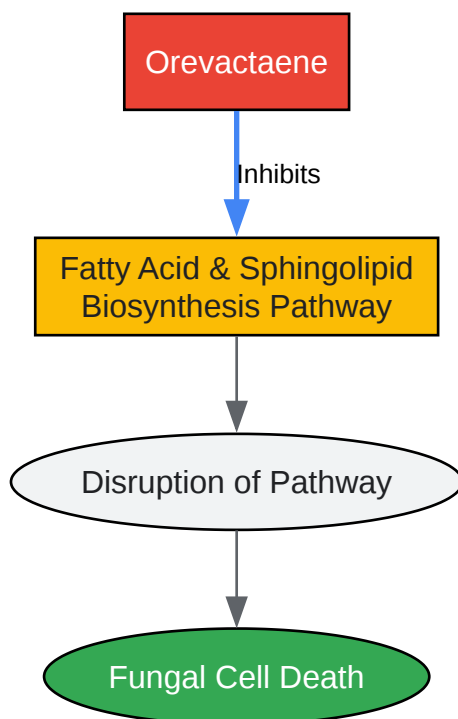 Orevactaene
Inhibits
Fatty Acid & Sphingolipid
Biosynthesis Pathway
Disruption of Pathway
Fungal Cell Death